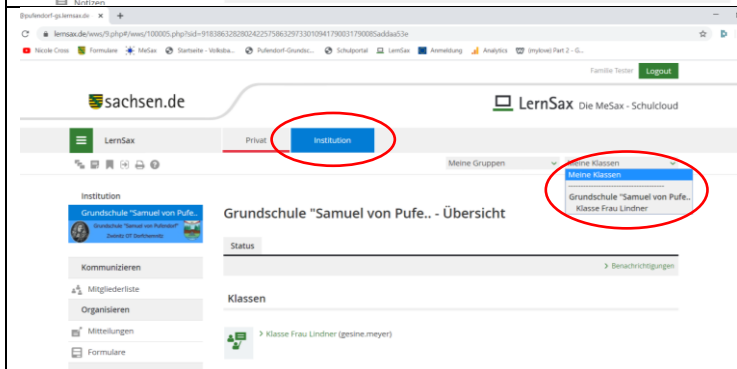 Notizen
@pufendorf-gs.lernsax.de
lernsax.de/wws/9.php#/wws/100005.php?sid=91838632828024225758632973301094179003179008Saddaa53e
Nicole Cross Formulare MeSax Startseite - Volksba... Pufendorf-Grundsc... Schulportal LernSax Anmeldung Analytics (mylove) Part 2 - G...
Familie Tester Logout
sachsen.de
LernSax Die MeSax - Schulcloud
LernSax Privat Institution
Meine Gruppen Meine Klassen
Meine Klassen
Institution
Grundschule "Samuel von Pufe..
Klasse Frau Lindner
Grundschule "Samuel von Pufe..
Grundschule "Samuel von Pufendorf"
Grundschule "Samuel von Pufe.. - Übersicht
Status
Kommunizieren
> Benachrichtigungen
Mitgliederliste
Klassen
Organisieren
Mitteilungen
> Klasse Frau Lindner (gesine.meyer)
Formulare